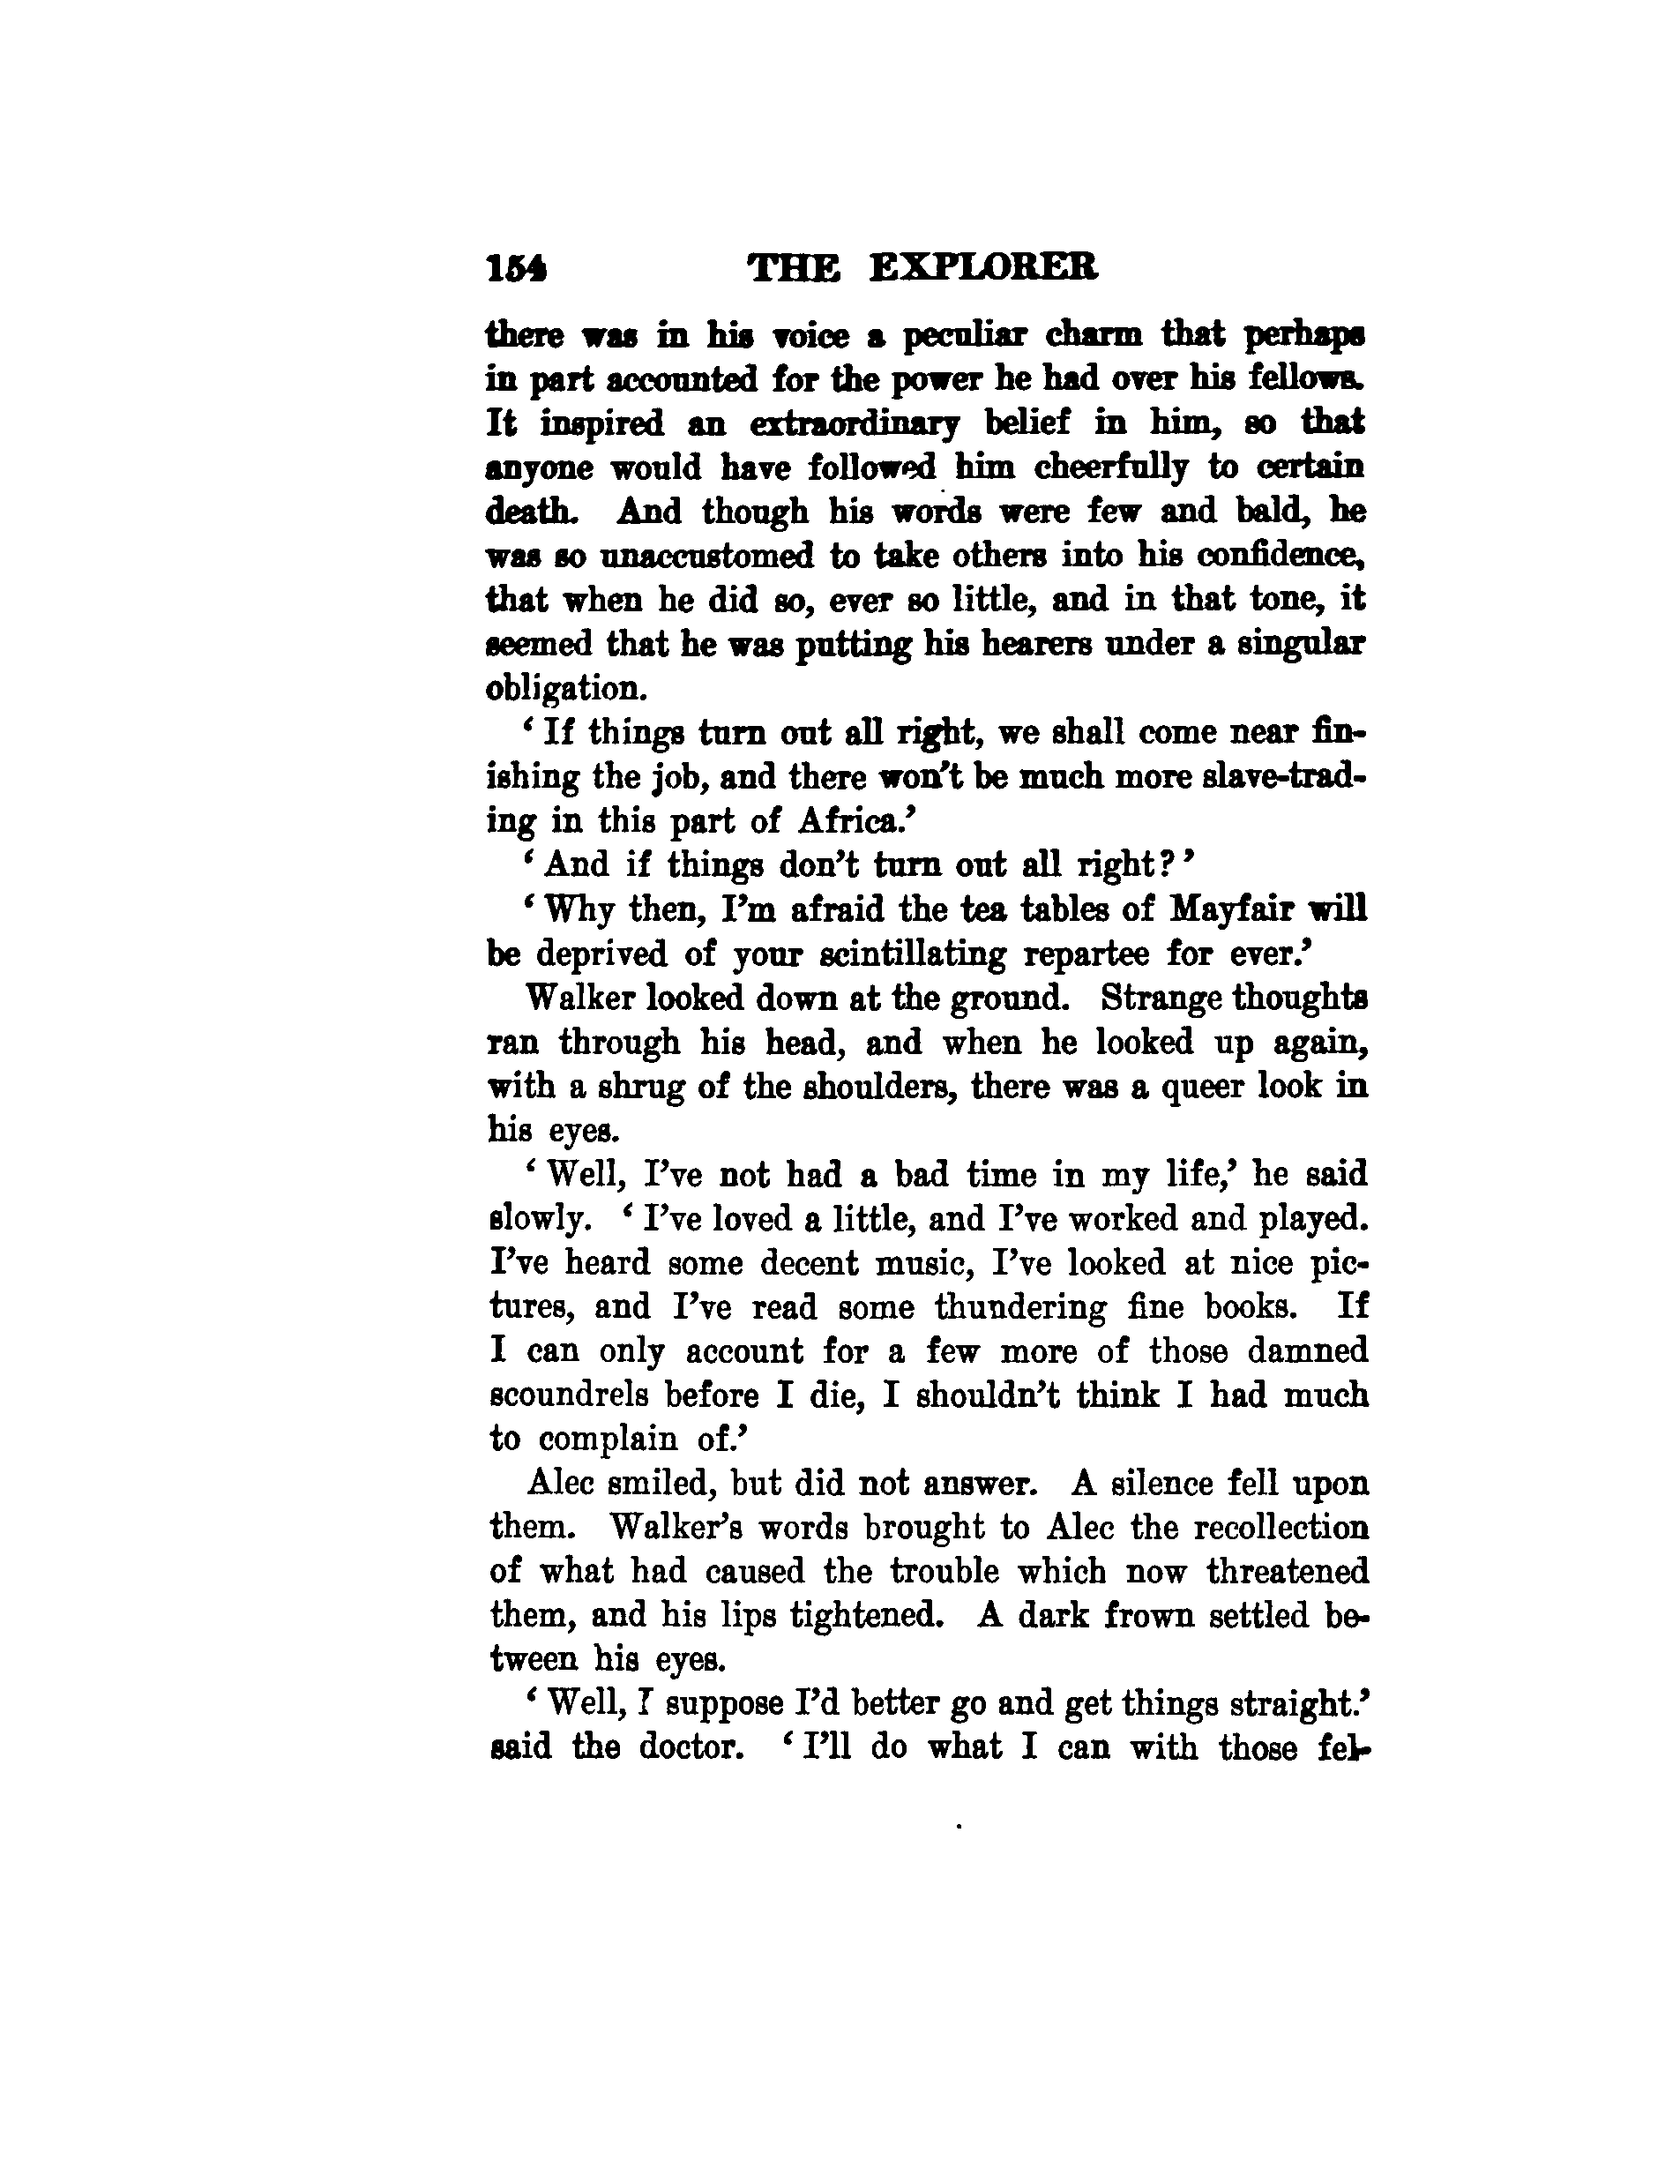 154 THE EXPLORER
there was in his voice a peculiar charm that perhaps
in part accounted for the power he had over his fellows.
It inspired an extraordinary belief in him, so that
anyone would have followed him cheerfully to certain
death. And though his words were few and bald, he
was so unaccustomed to take others into his confidence,
that when he did so, ever so little, and in that tone, it
seemed that he was putting his hearers under a singular
obligation.
‘If things turn out all right, we shall come near fin-
ishing the job, and there won’t be much more slave-trad-
ing in this part of Africa.’
‘And if things don’t turn out all right?’
‘Why then, I’m afraid the tea tables of Mayfair will
be deprived of your scintillating repartee for ever.’
Walker looked down at the ground. Strange thoughts
ran through his head, and when he looked up again,
with a shrug of the shoulders, there was a queer look in
his eyes.
‘Well, I’ve not had a bad time in my life,’ he said
slowly. ‘I’ve loved a little, and I’ve worked and played.
I’ve heard some decent music, I’ve looked at nice pic-
tures, and I’ve read some thundering fine books. If
I can only account for a few more of those damned
scoundrels before I die, I shouldn’t think I had much
to complain of.’
Alec smiled, but did not answer. A silence fell upon
them. Walker’s words brought to Alec the recollection
of what had caused the trouble which now threatened
them, and his lips tightened. A dark frown settled be-
tween his eyes.
‘Well, I suppose I’d better go and get things straight.’
said the doctor. ‘I’ll do what I can with those fel-